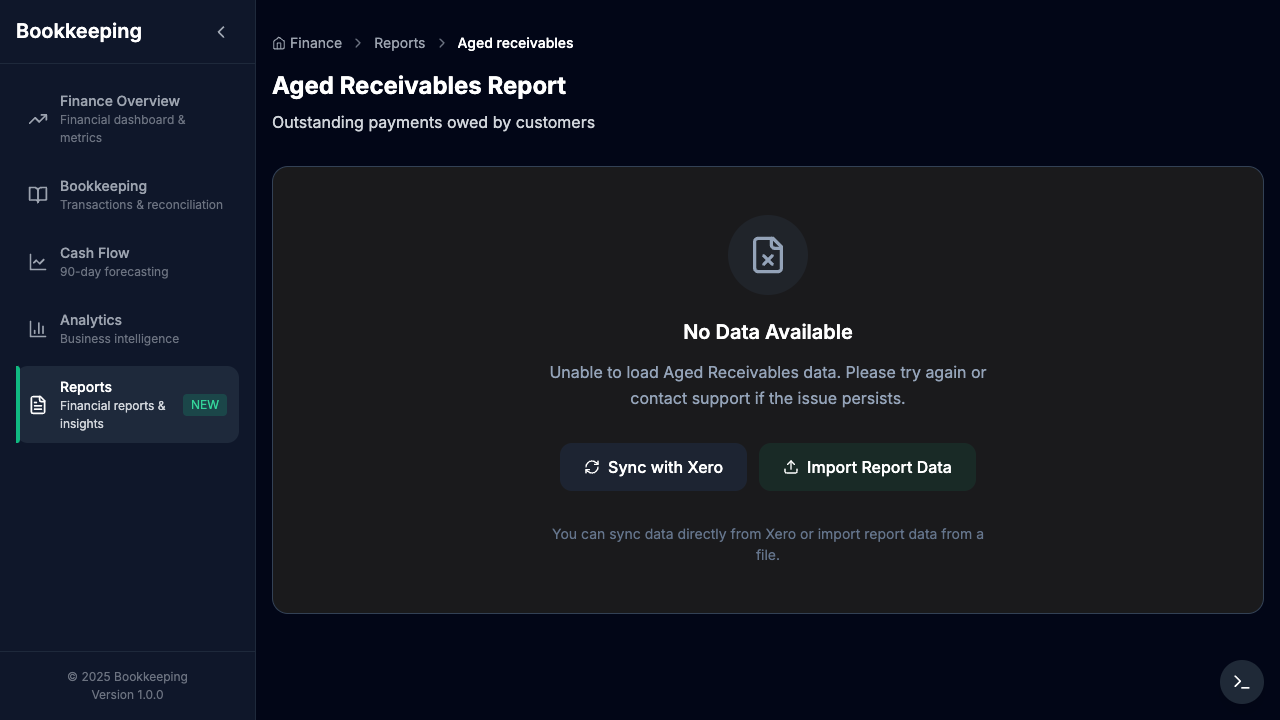 Bookkeeping
Finance Overview
Financial dashboard &
metrics
Bookkeeping
Transactions & reconciliation
Cash Flow
90-day forecasting
Analytics
Business intelligence
Reports
Financial reports &
insights
NEW
© 2025 Bookkeeping
Version 1.0.0
Finance
Reports
Aged receivables
Aged Receivables Report
Outstanding payments owed by customers
No Data Available
Unable to load Aged Receivables data. Please try again or
contact support if the issue persists.
Sync with Xero
Import Report Data
You can sync data directly from Xero or import report data from a
file.